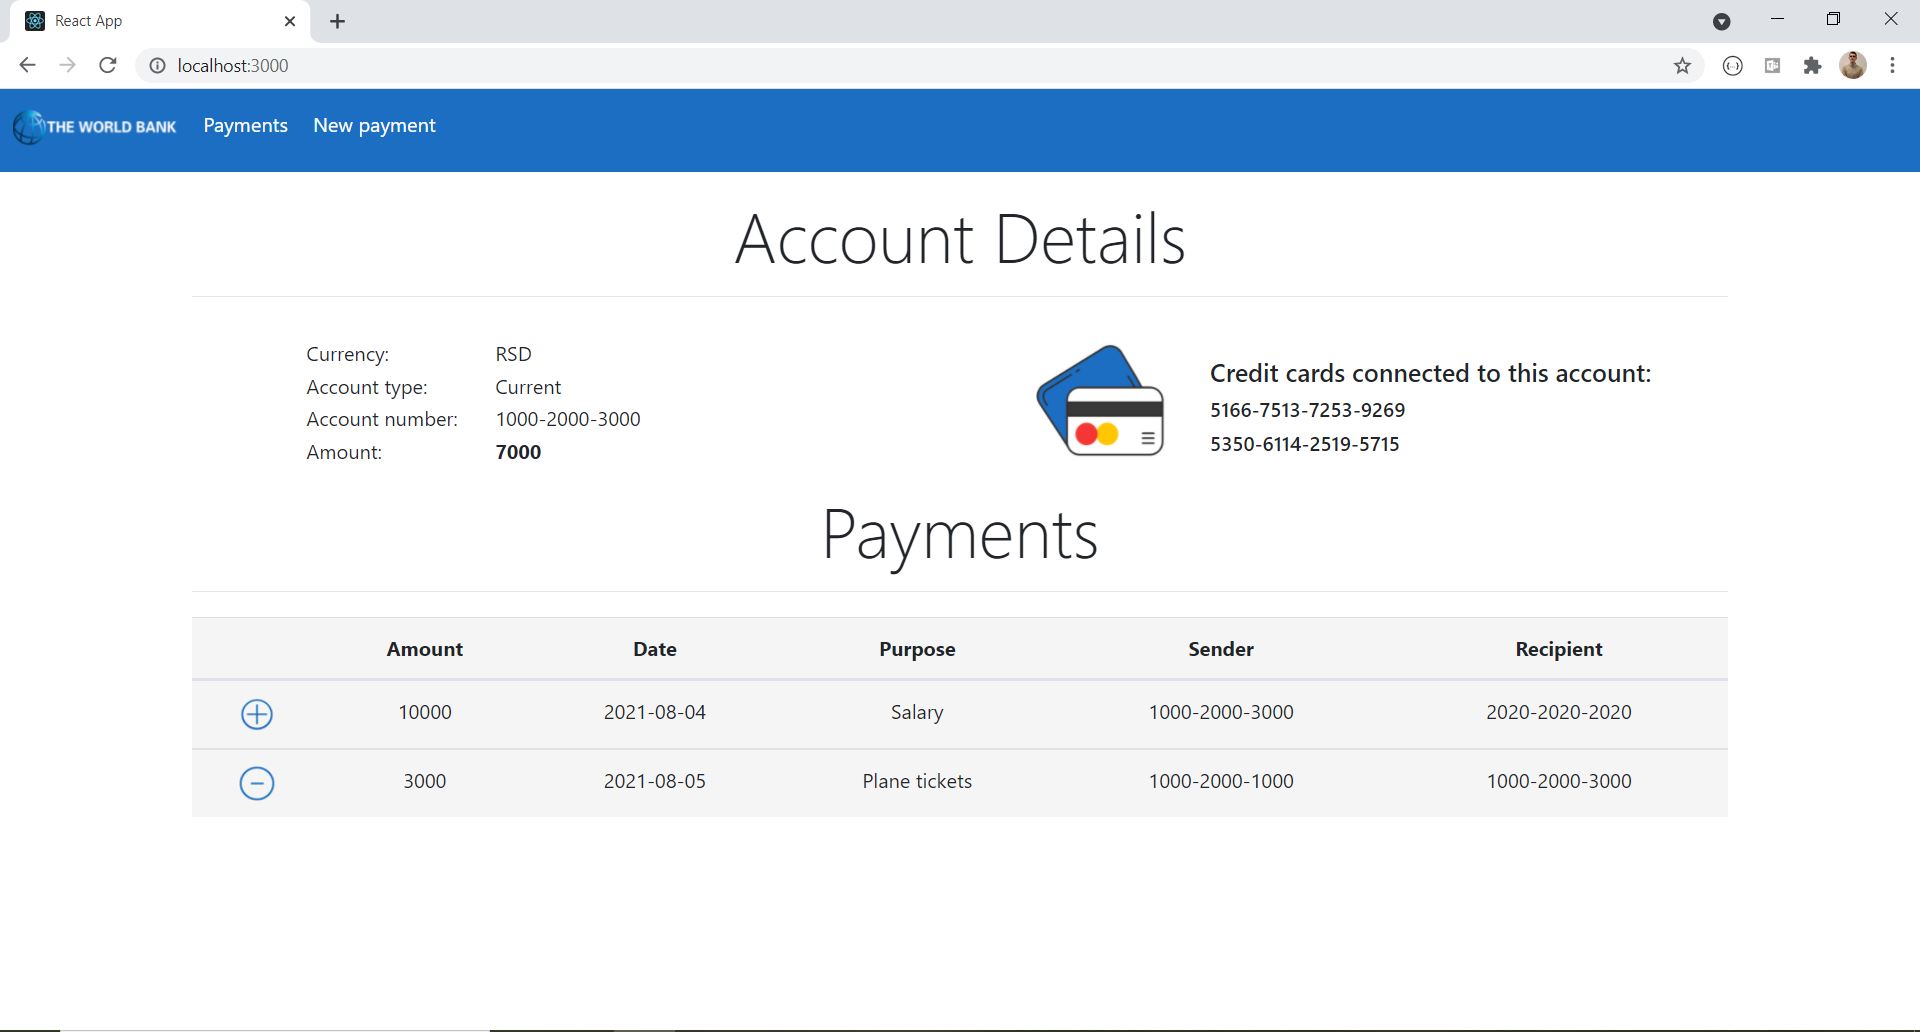 React App
localhost:3000
THE WORLD BANK Payments New payment
Account Details
Currency: RSD
Account type: Current
Account number: 1000-2000-3000
Amount: 7000
Credit cards connected to this account:
5166-7513-7253-9269
5350-6114-2519-5715
Payments
Amount Date Purpose Sender Recipient
10000 2021-08-04 Salary 1000-2000-3000 2020-2020-2020
3000 2021-08-05 Plane tickets 1000-2000-1000 1000-2000-3000